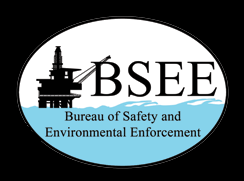 BSEE
Bureau of Safety and
Environmental Enforcement